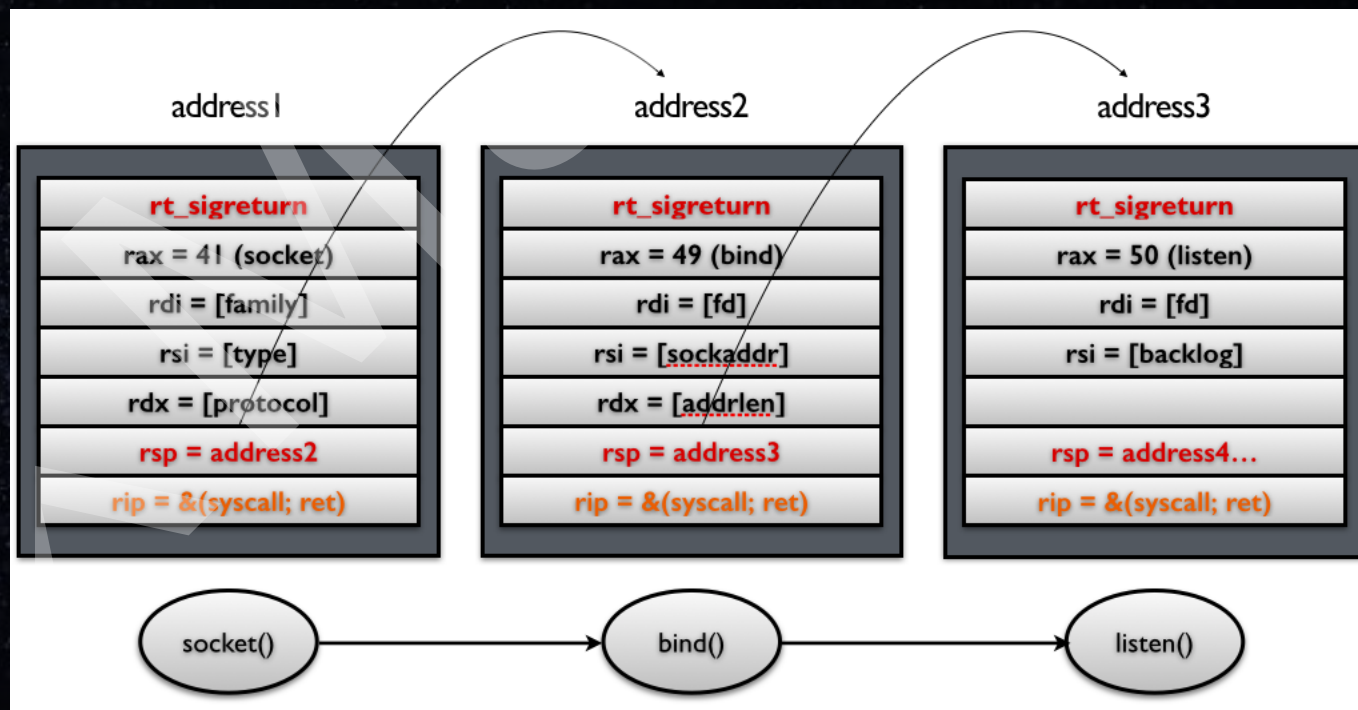 address1
address2
address3
rt_sigreturn
rax = 41 (socket)
rdi = [family]
rsi = [type]
rdx = [protocol]
rsp = address2
rip = &(syscall; ret)
rt_sigreturn
rax = 49 (bind)
rdi = [fd]
rsi = [sockaddr]
rdx = [addrlen]
rsp = address3
rip = &(syscall; ret)
rt_sigreturn
rax = 50 (listen)
rdi = [fd]
rsi = [backlog]
rsp = address4...
rip = &(syscall; ret)
socket()
bind()
listen()